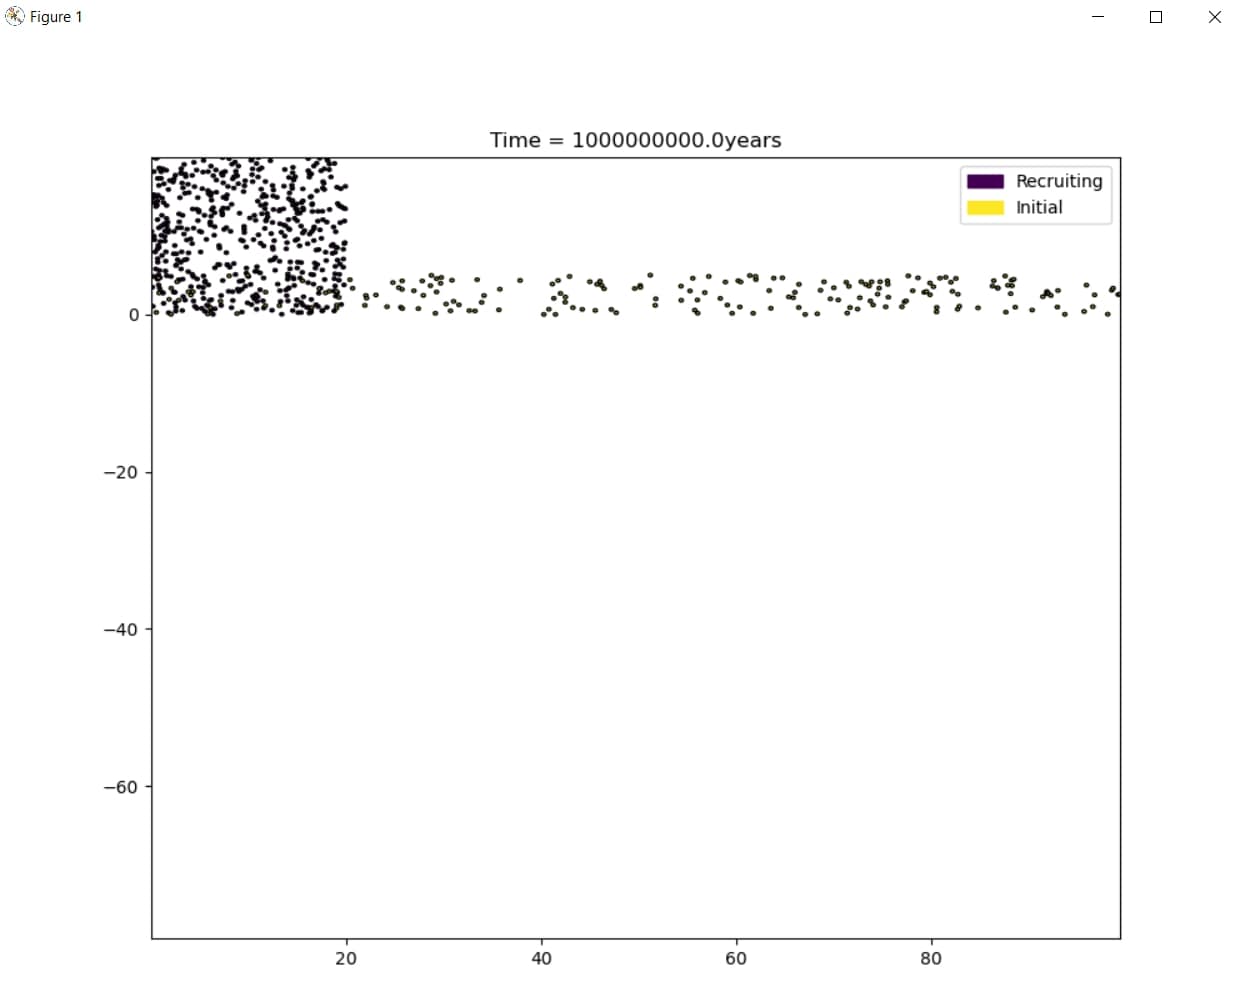 Figure 1
Time = 1000000000.0years
Recruiting
Initial
0
−20
−40
−60
20 40 60 80